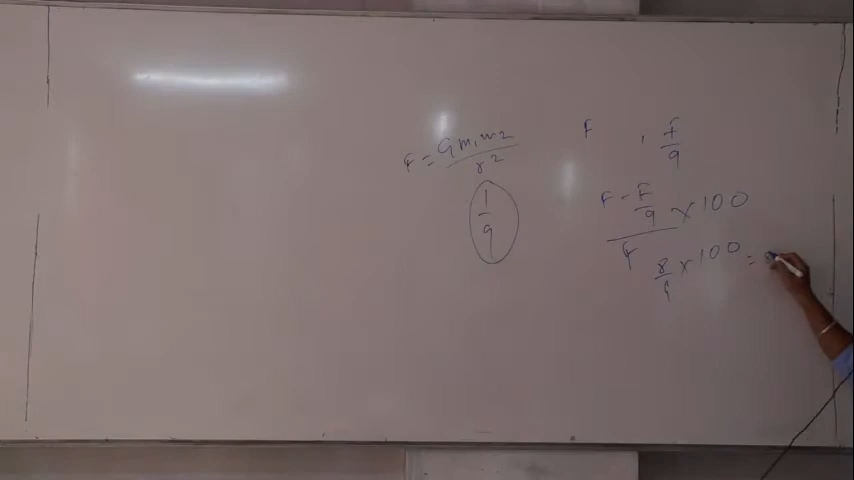 F = Gm₁m₂ / r²
1/9
F , F/9
(F - F/9) / F × 100
8/9 × 100 =